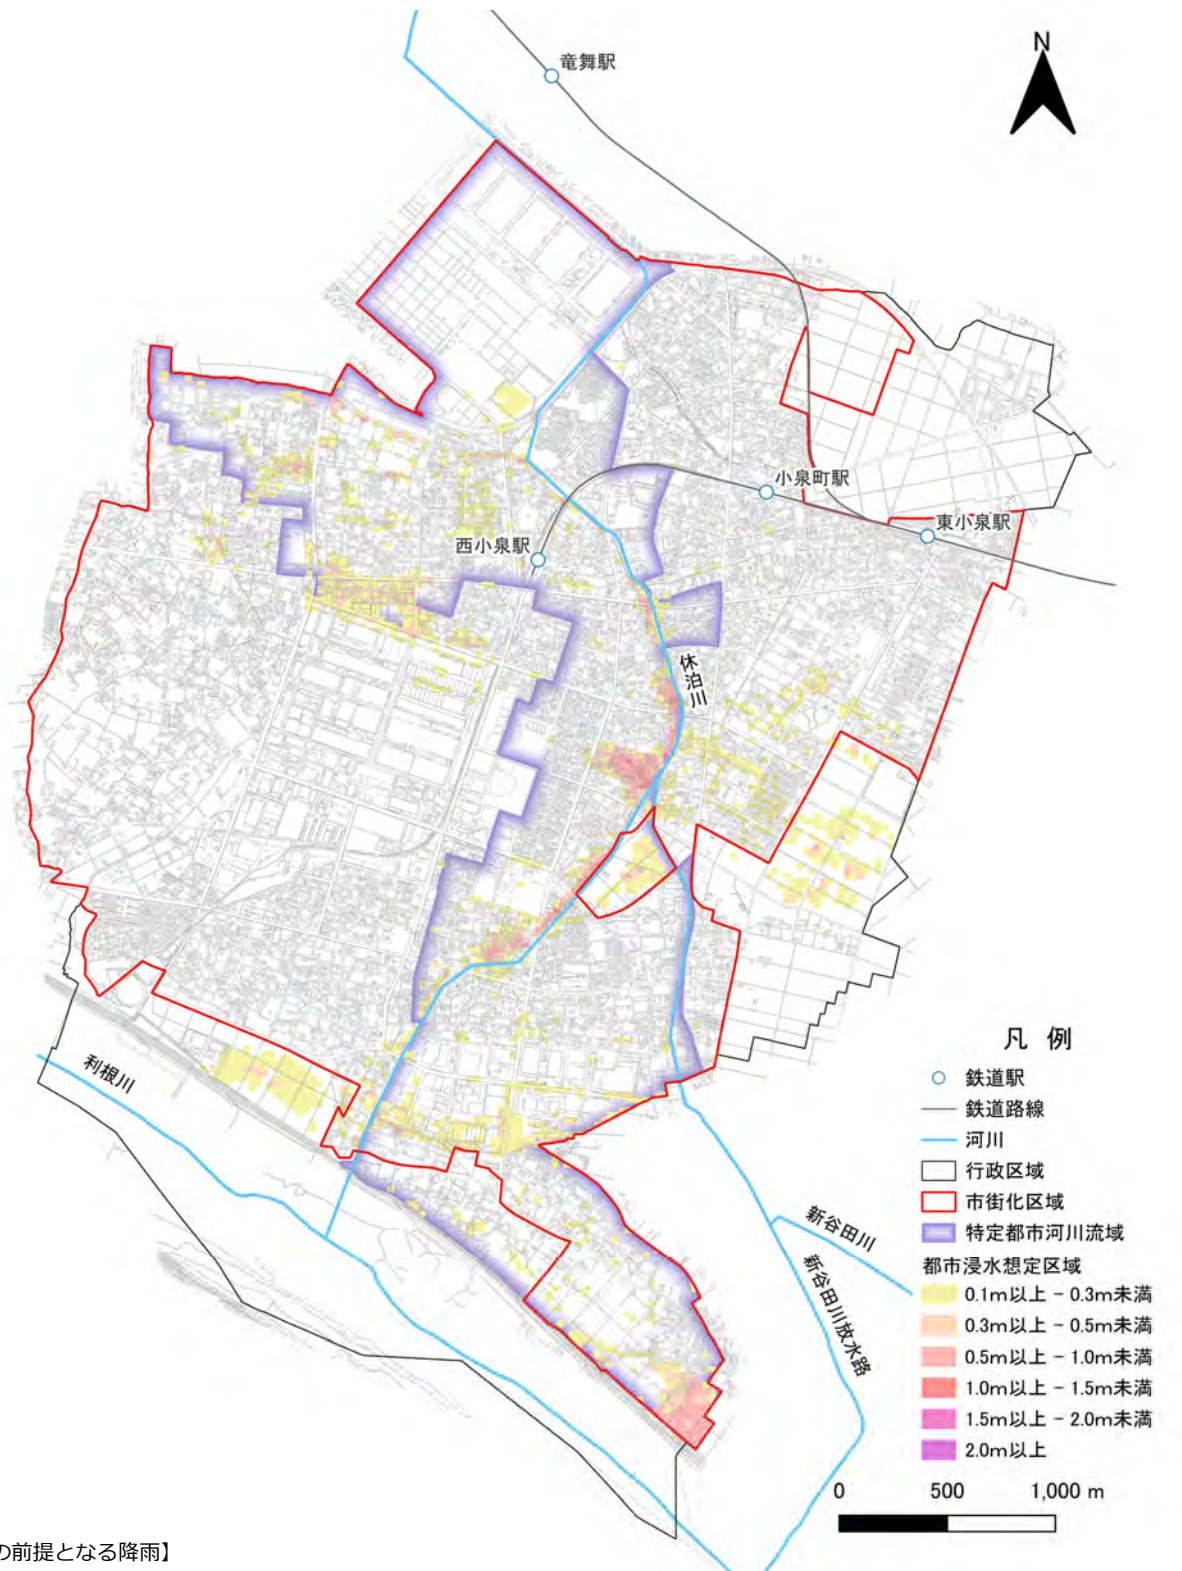 N
竜舞駅
小泉町駅
東小泉駅
西小泉駅
休泊川
利根川
新谷田川
新谷田川放水路
凡 例
鉄道駅
鉄道路線
河川
行政区域
市街化区域
特定都市河川流域
都市浸水想定区域
0.1m以上 - 0.3m未満
0.3m以上 - 0.5m未満
0.5m以上 - 1.0m未満
1.0m以上 - 1.5m未満
1.5m以上 - 2.0m未満
2.0m以上
0 500 1,000 m
の前提となる降雨】